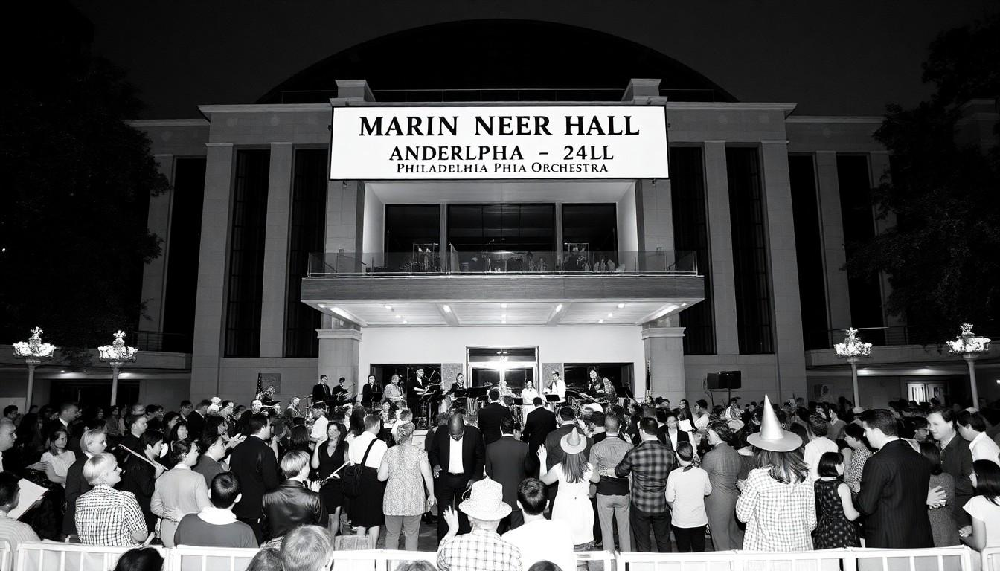 MARIN NEER HALL
ANDERLPHA – 24LL
PHILADELHIA PHIA ORCHESTRA